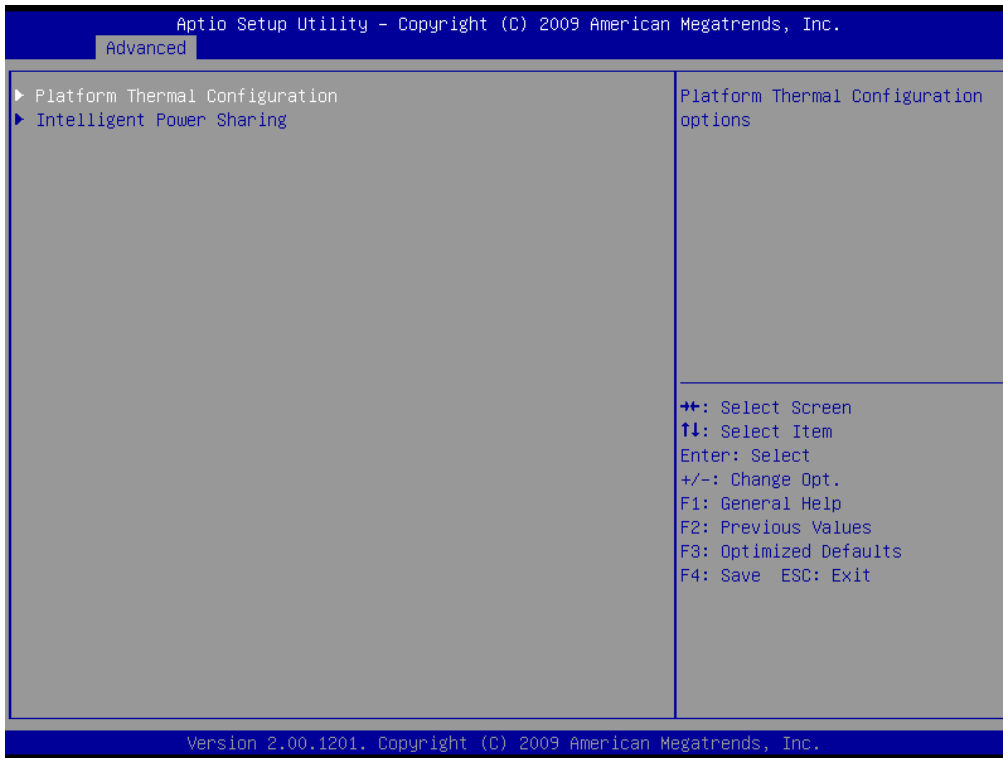 Aptio Setup Utility – Copyright (C) 2009 American Megatrends, Inc.
Advanced
▶ Platform Thermal Configuration
▶ Intelligent Power Sharing
Platform Thermal Configuration
options
→←: Select Screen
↑↓: Select Item
Enter: Select
+/-: Change Opt.
F1: General Help
F2: Previous Values
F3: Optimized Defaults
F4: Save  ESC: Exit
Version 2.00.1201. Copyright (C) 2009 American Megatrends, Inc.